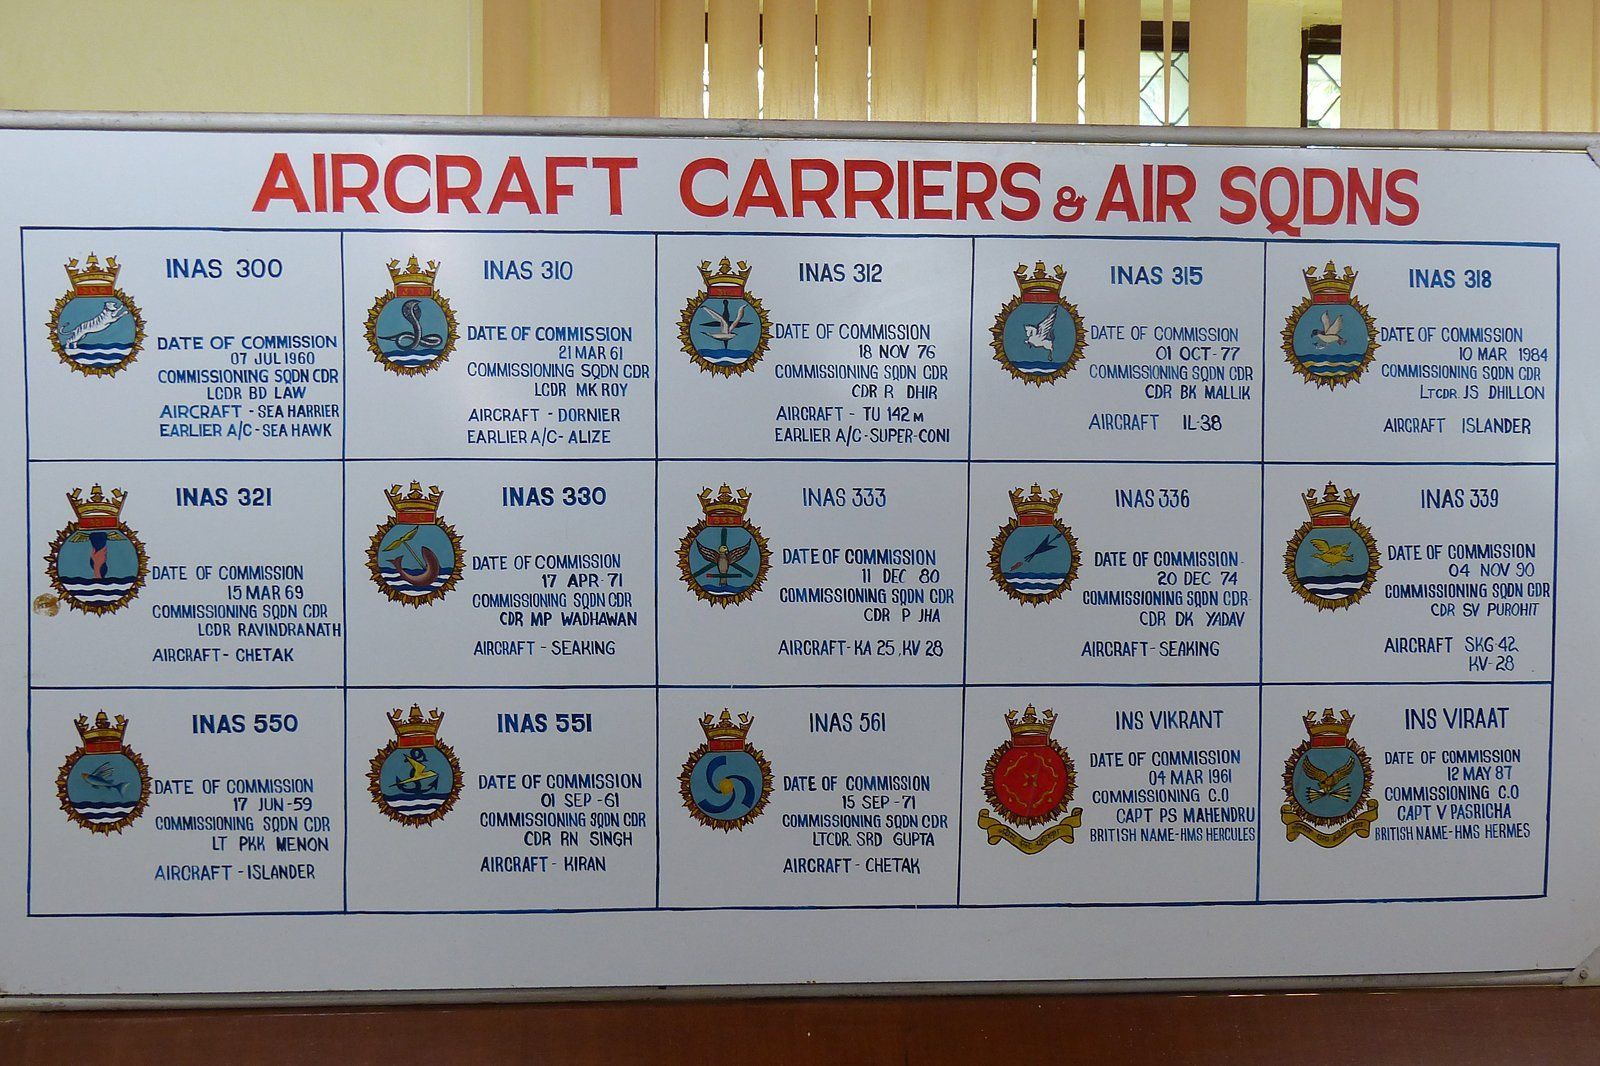 AIRCRAFT CARRIERS & AIR SQDNS
INAS 300
DATE OF COMMISSION
07 JUL 1960
COMMISSIONING SQDN CDR
LCDR BD LAW
AIRCRAFT - SEA HARRIER
EARLIER A/C - SEA HAWK
INAS 310
DATE OF COMMISSION
21 MAR 61
COMMISSIONING SQDN CDR
LCDR MK ROY
AIRCRAFT - DORNIER
EARLIER A/C - ALIZE
INAS 312
DATE OF COMMISSION
18 NOV 76
COMMISSIONING SQDN CDR
CDR R DHIR
AIRCRAFT - TU 142 M
EARLIER A/C - SUPER-CONI
INAS 315
DATE OF COMMISSION
01 OCT - 77
COMMISSIONING SQDN CDR
CDR BK MALLIK
AIRCRAFT IL-38
INAS 318
DATE OF COMMISSION
10 MAR 1984
COMMISSIONING SQDN CDR
LTCDR JS DHILLON
AIRCRAFT ISLANDER
INAS 321
DATE OF COMMISSION
15 MAR 69
COMMISSIONING SQDN CDR
LCDR RAVINDRANATH
AIRCRAFT - CHETAK
INAS 330
DATE OF COMMISSION
17 APR - 71
COMMISSIONING SQDN CDR
CDR MP WADHAWAN
AIRCRAFT - SEAKING
INAS 333
333
DATE OF COMMISSION
11 DEC 80
COMMISSIONING SQDN CDR
CDR P JHA
AIRCRAFT - KA 25, KV 28
INAS 336
DATE OF COMMISSION -
20 DEC 74
COMMISSIONING SQDN CDR -
CDR DK YADAV
AIRCRAFT - SEAKING
INAS 339
DATE OF COMMISSION
04 NOV 90
COMMISSIONING SQDN CDR
CDR SV PUROHIT
AIRCRAFT SKG-42
KV-28
INAS 550
DATE OF COMMISSION
17 JUN - 59
COMMISSIONING SQDN CDR
LT PKK MENON
AIRCRAFT - ISLANDER
INAS 551
DATE OF COMMISSION
01 SEP - 61
COMMISSIONING SQDN CDR
CDR RN SINGH
AIRCRAFT - KIRAN
INAS 561
DATE OF COMMISSION
15 SEP - 71
COMMISSIONING SQDN CDR
LTCDR. SRD GUPTA
AIRCRAFT - CHETAK
INS VIKRANT
DATE OF COMMISSION
04 MAR 1961
COMMISSIONING C.O
CAPT PS MAHENDRU
BRITISH NAME-HMS HERCULES
INS VIRAAT
DATE OF COMMISSION
12 MAY 87
COMMISSIONING C.O
CAPT V PASRICHA
BRITISH NAME-HMS HERMES